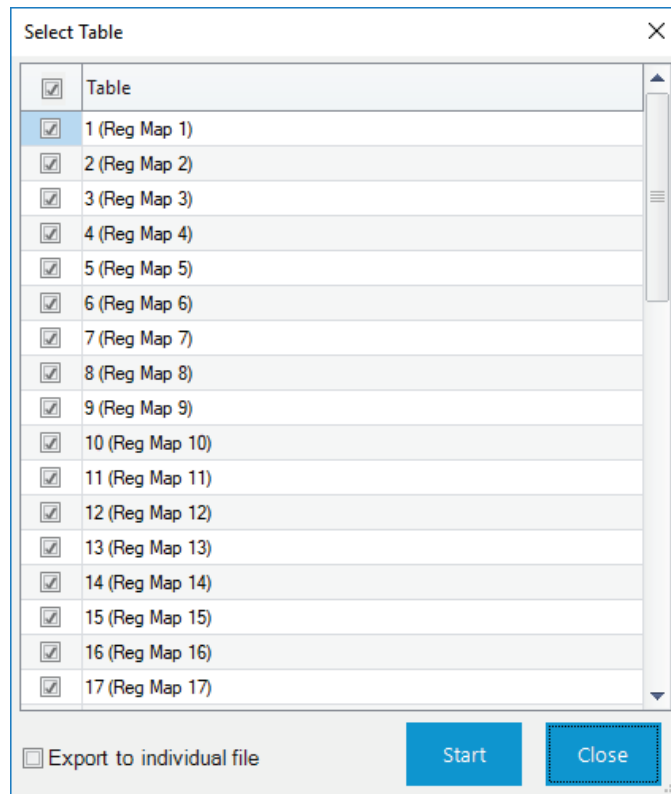 Select Table
Table
1 (Reg Map 1)
2 (Reg Map 2)
3 (Reg Map 3)
4 (Reg Map 4)
5 (Reg Map 5)
6 (Reg Map 6)
7 (Reg Map 7)
8 (Reg Map 8)
9 (Reg Map 9)
10 (Reg Map 10)
11 (Reg Map 11)
12 (Reg Map 12)
13 (Reg Map 13)
14 (Reg Map 14)
15 (Reg Map 15)
16 (Reg Map 16)
17 (Reg Map 17)
Export to individual file Start Close